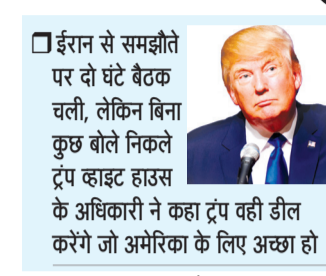 ❒ ईरान से समझौते
पर दो घंटे बैठक
चली, लेकिन बिना
कुछ बोले निकले
ट्रंप व्हाइट हाउस
के अधिकारी ने कहा ट्रंप वही डील
करेंगे जो अमेरिका के लिए अच्छा हो